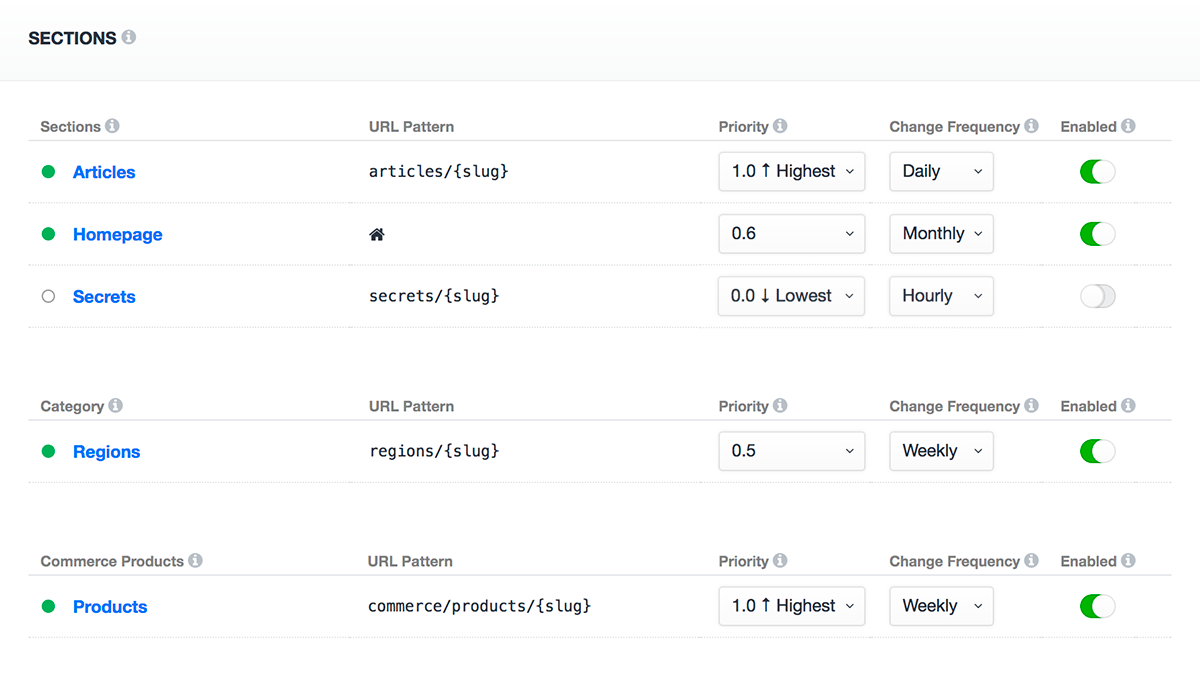 SECTIONS
Sections URL Pattern Priority Change Frequency Enabled
Articles articles/{slug} 1.0 ↑ Highest Daily
Homepage 0.6 Monthly
Secrets secrets/{slug} 0.0 ↓ Lowest Hourly
Category URL Pattern Priority Change Frequency Enabled
Regions regions/{slug} 0.5 Weekly
Commerce Products URL Pattern Priority Change Frequency Enabled
Products commerce/products/{slug} 1.0 ↑ Highest Weekly